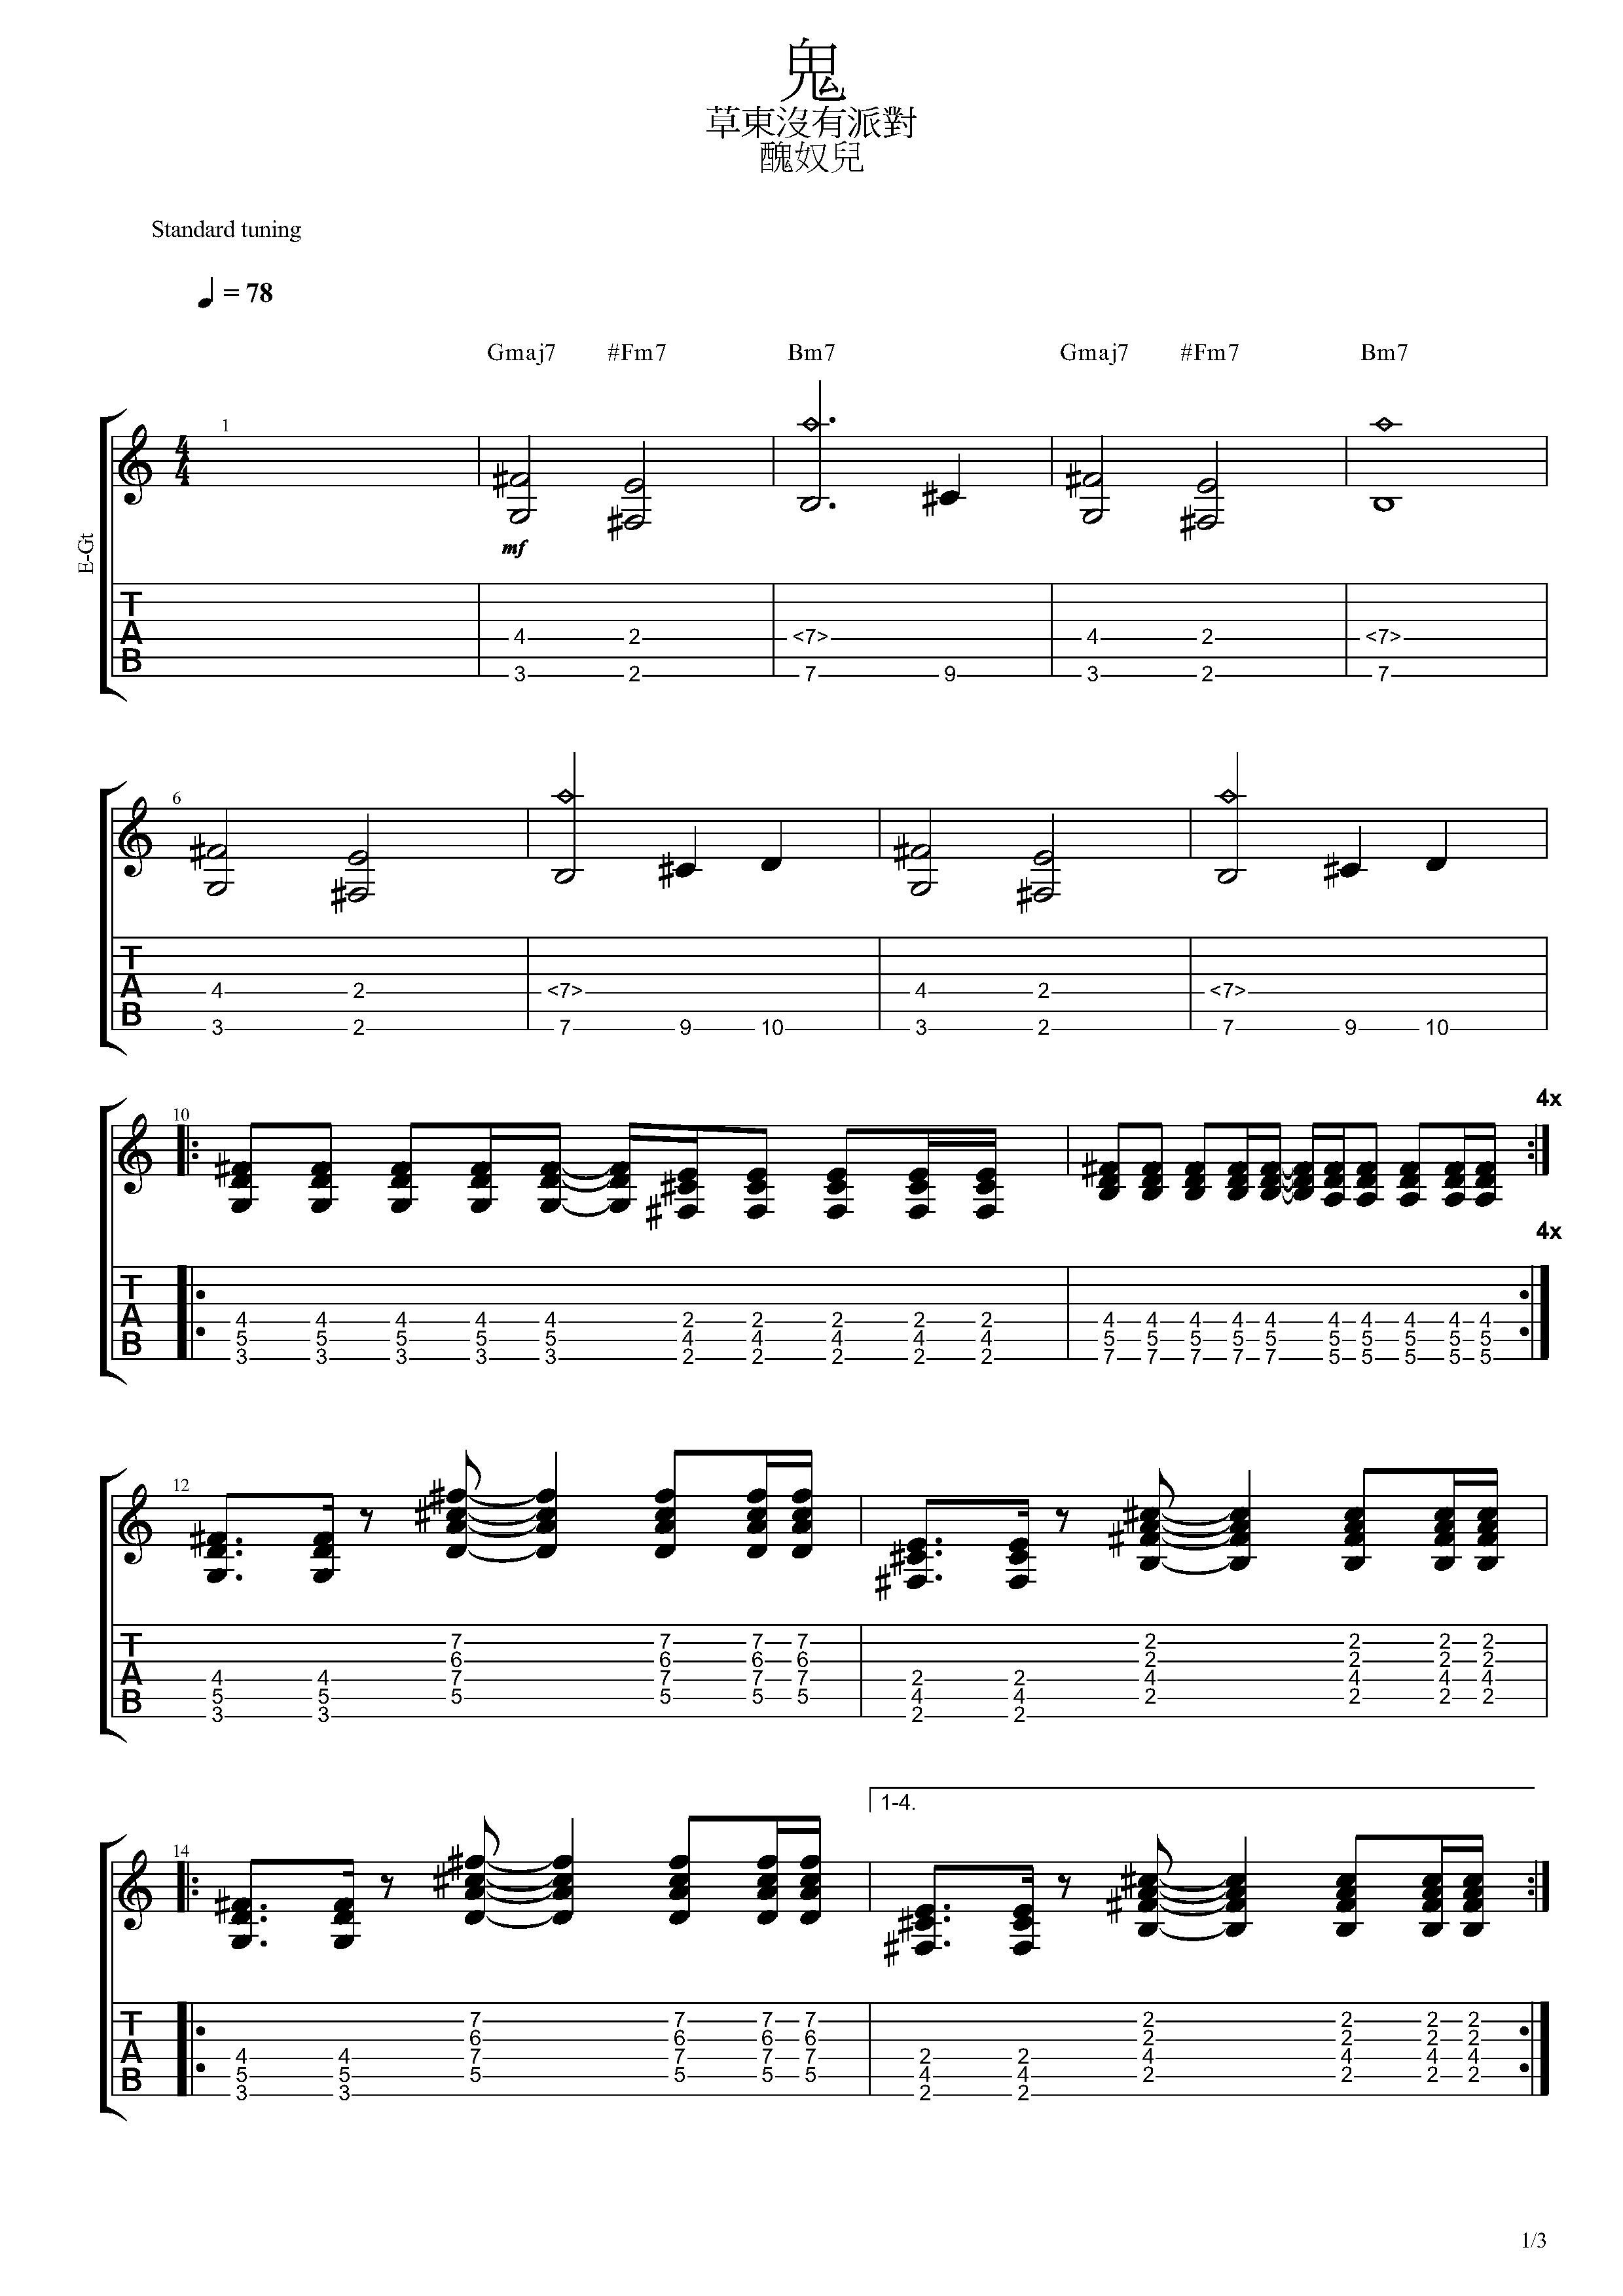 鬼
草東沒有派對
醜奴兒
Standard tuning
♩ = 78
Gmaj7 #Fm7 Bm7 Gmaj7 #Fm7 Bm7
E-Gt
1
4
4
mf
T
A
B
4 2 <7> 4 2 <7>
3 2 7 9 3 2 7
6
T
A
B
4 2 <7> 4 2 <7>
3 2 7 9 10 3 2 7 9 10
10
4x
4x
T
A
B
4 4 4 4 4 2 2 2 2 2 4 4 4 4 4 4 4 4 4 4
5 5 5 5 5 4 4 4 4 4 5 5 5 5 5 5 5 5 5 5
3 3 3 3 3 2 2 2 2 2 7 7 7 7 7 5 5 5 5 5
12
T
A
B
7 7 7 7 2 2 2 2
6 6 6 6 2 2 2 2
4 4 7 7 7 7 2 2 4 4 4 4
5 5 5 5 5 5 4 4 2 2 2 2
3 3 2 2
14
1-4.
T
A
B
7 7 7 7 2 2 2 2
6 6 6 6 2 2 2 2
4 4 7 7 7 7 2 2 4 4 4 4
5 5 5 5 5 5 4 4 2 2 2 2
3 3 2 2
1/3